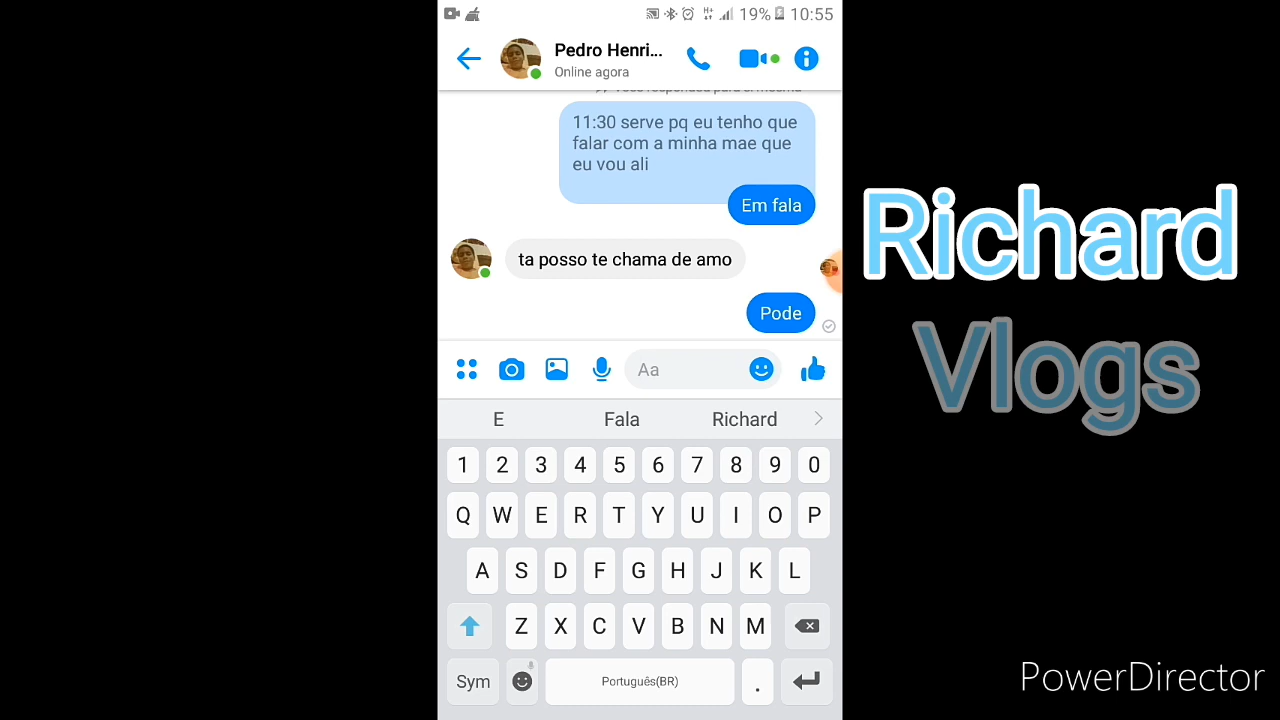 19% 10:55
Pedro Henri...
Online agora
11:30 serve pq eu tenho que
falar com a minha mae que
eu vou ali
Em fala
ta posso te chama de amo
Pode
Aa
E Fala Richard
1 2 3 4 5 6 7 8 9 0
Q W E R T Y U I O P
A S D F G H J K L
Z X C V B N M
Sym Português(BR) .
Richard
Vlogs
PowerDirector